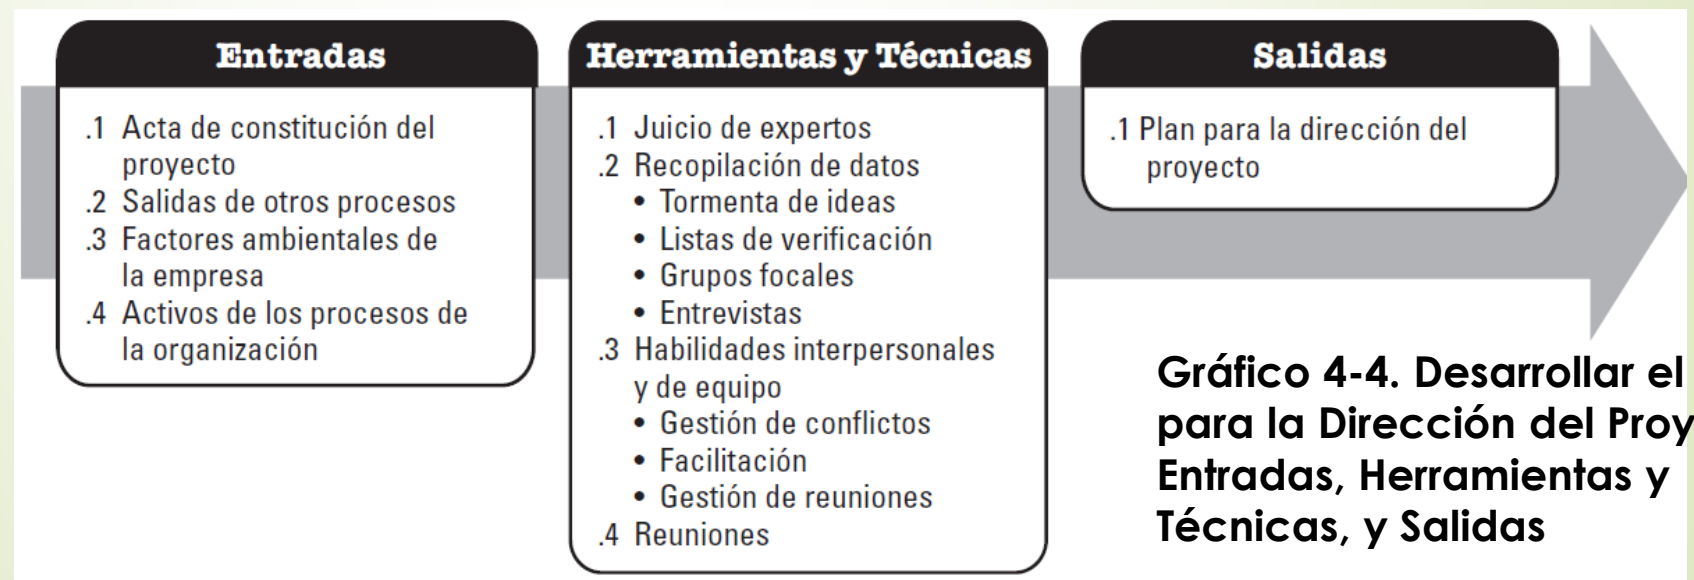 Entradas
.1 Acta de constitución del
proyecto
.2 Salidas de otros procesos
.3 Factores ambientales de
la empresa
.4 Activos de los procesos de
la organización
Herramientas y Técnicas
.1 Juicio de expertos
.2 Recopilación de datos
• Tormenta de ideas
• Listas de verificación
• Grupos focales
• Entrevistas
.3 Habilidades interpersonales
y de equipo
• Gestión de conflictos
• Facilitación
• Gestión de reuniones
.4 Reuniones
Salidas
.1 Plan para la dirección del
proyecto
Gráfico 4-4. Desarrollar el
para la Dirección del Proy
Entradas, Herramientas y
Técnicas, y Salidas